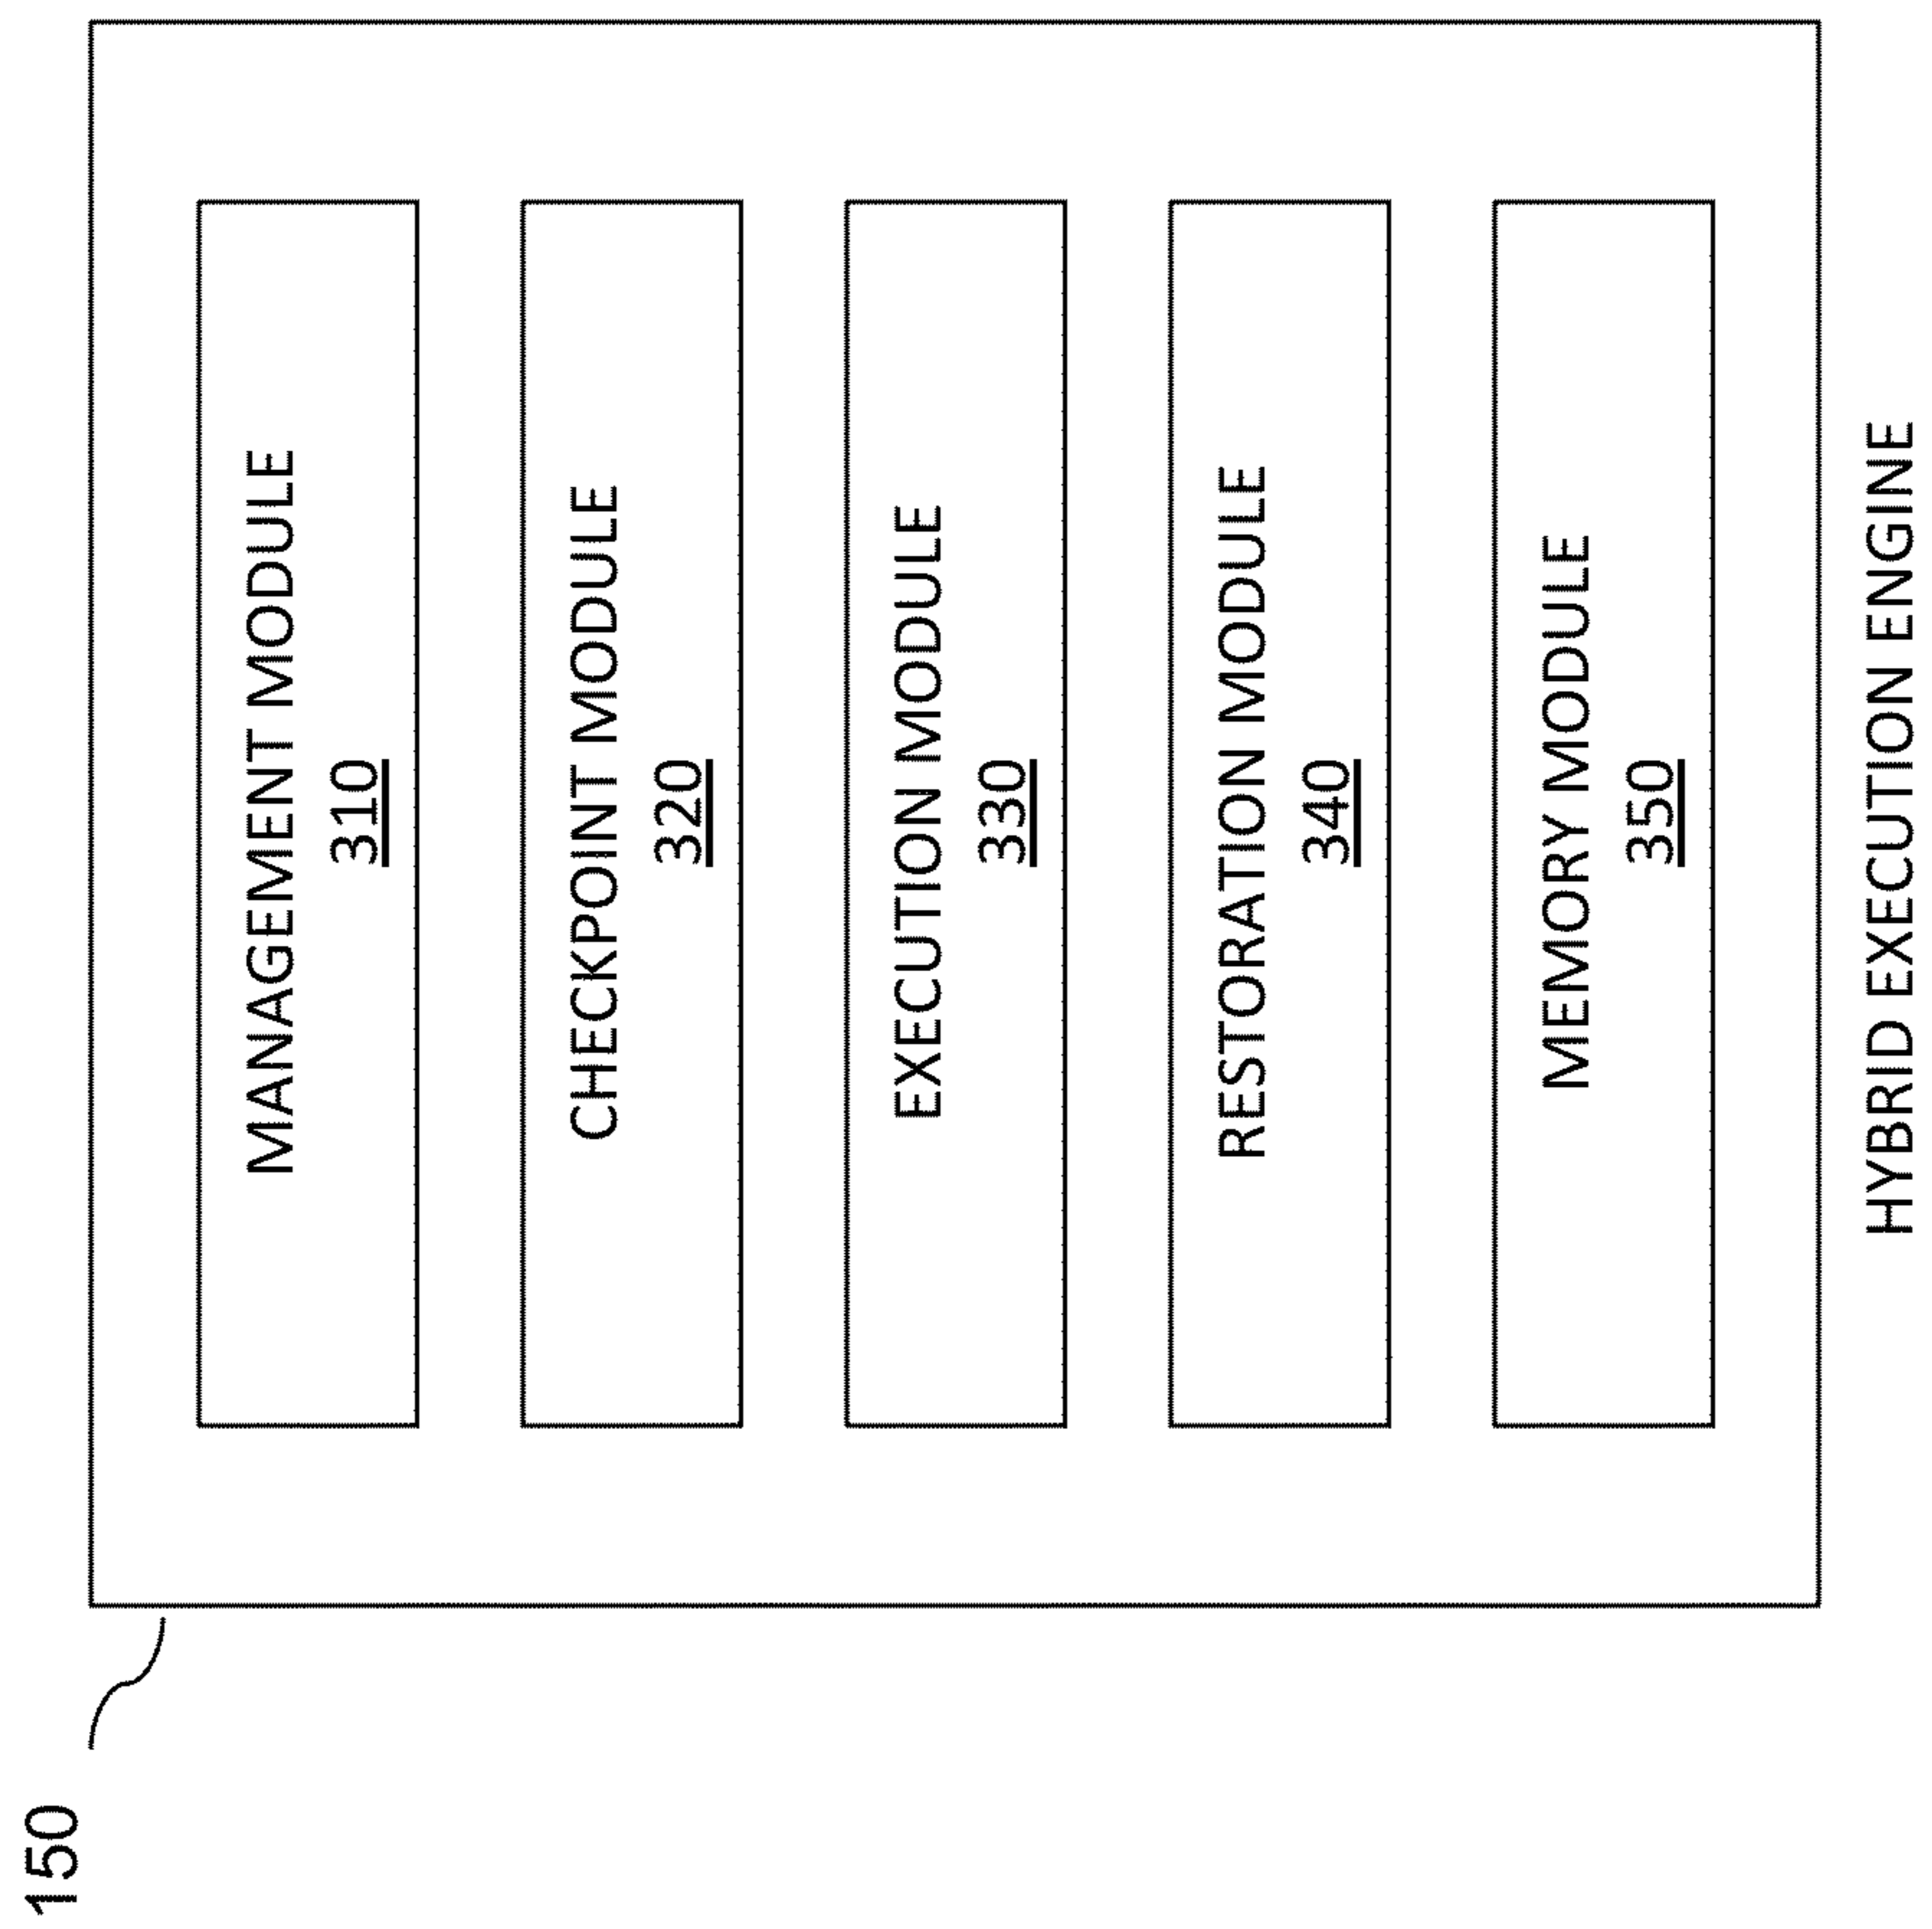 150
MANAGEMENT MODULE
310
CHECKPOINT MODULE
320
EXECUTION MODULE
330
RESTORATION MODULE
340
MEMORY MODULE
350
HYBRID EXECUTION ENGINE